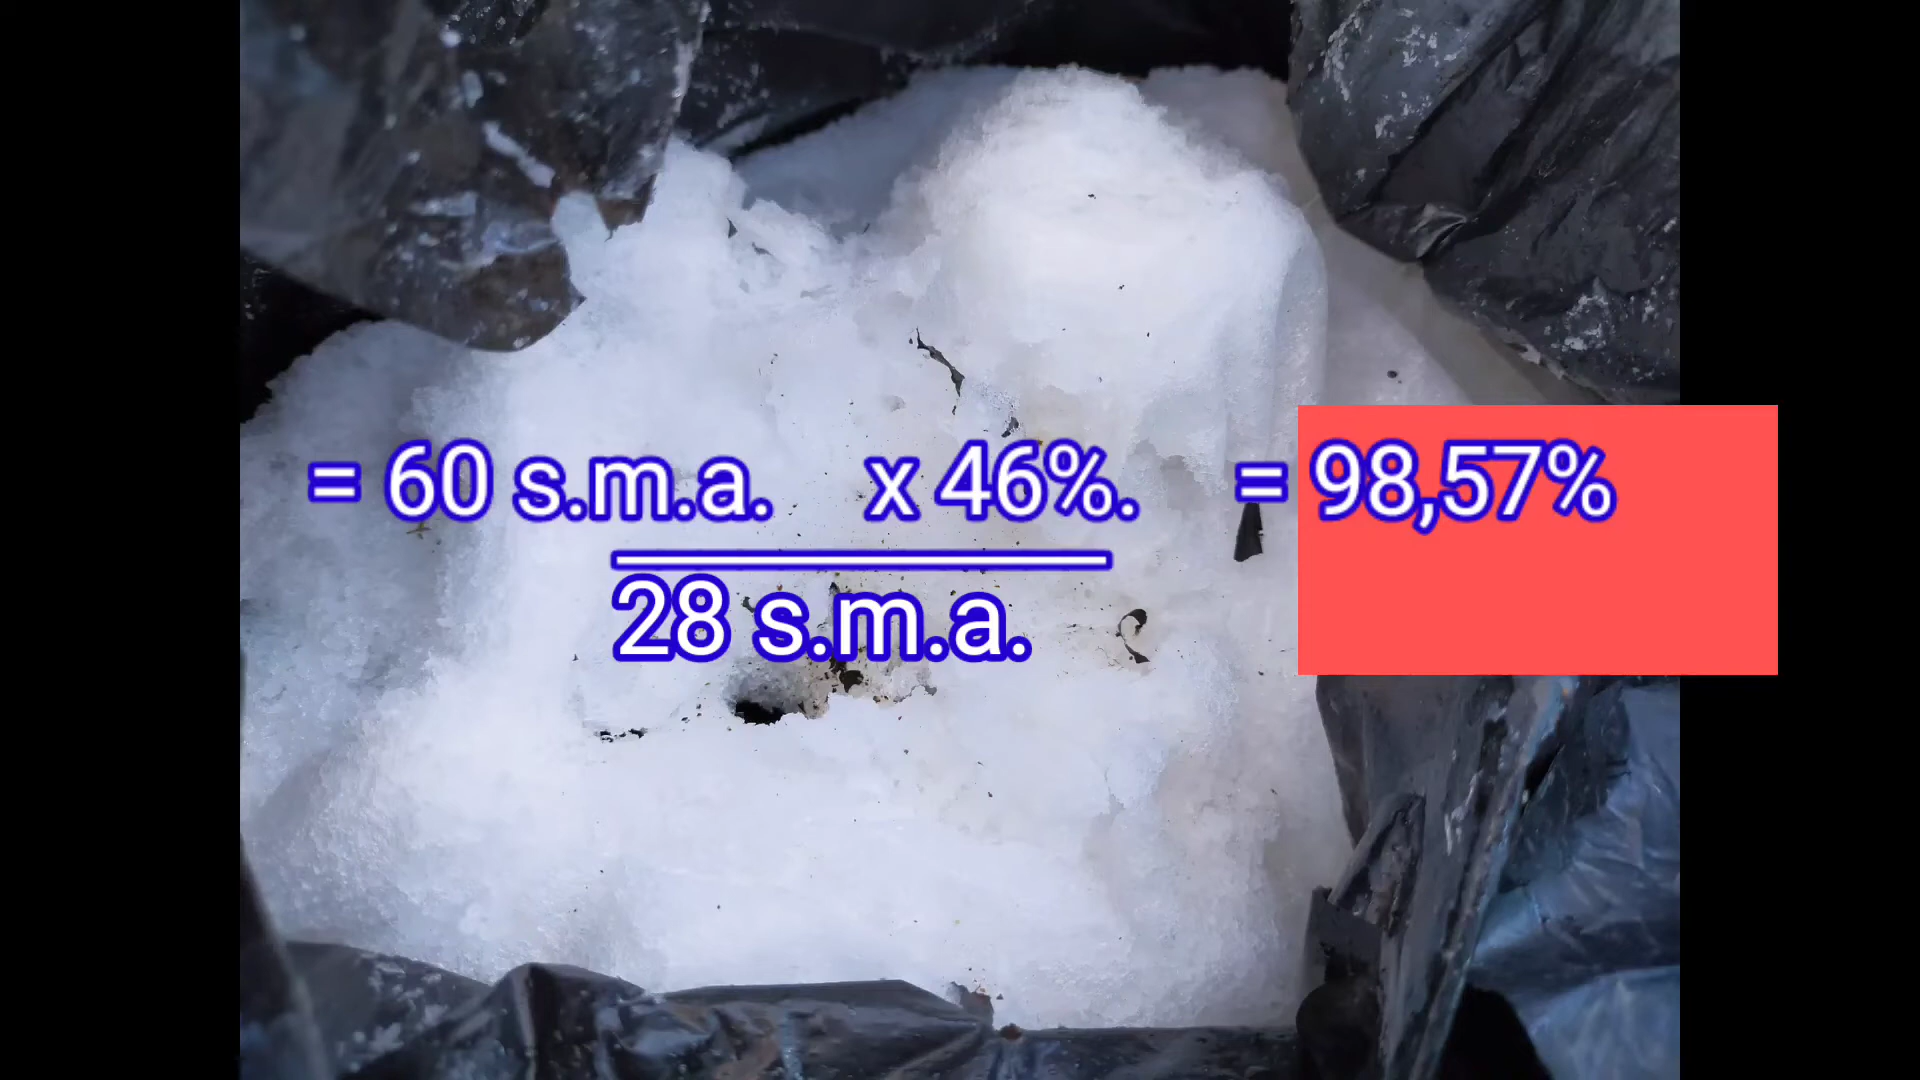 = 60 s.m.a. x 46%. = 98,57%
28 s.m.a.